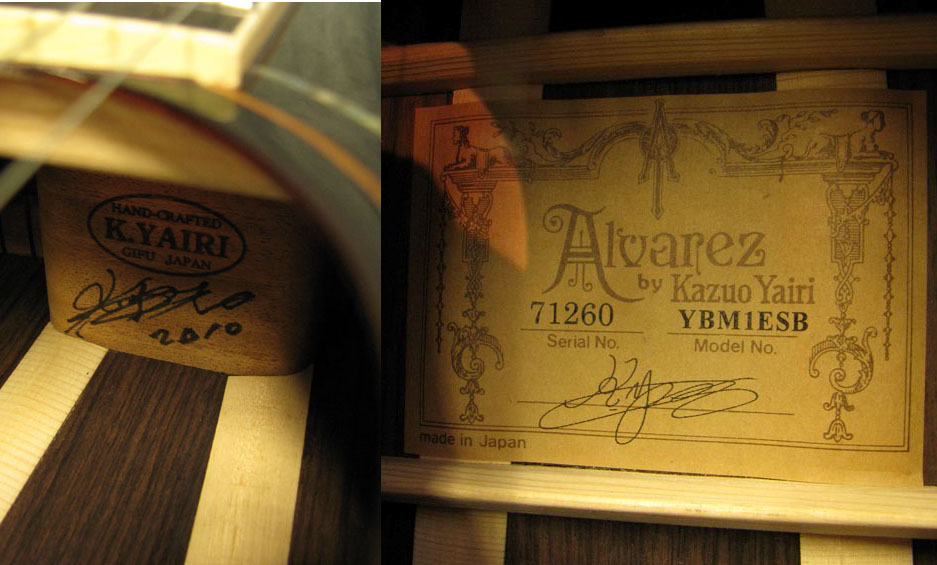 HAND-CRAFTED
K.YAIRI
GIFU JAPAN
2010
Alvarez
by Kazuo Yairi
71260 YBM1ESB
Serial No. Model No.
made in Japan